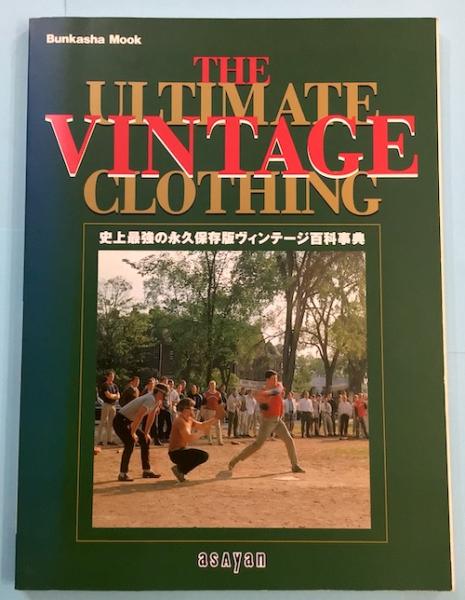 Bunkasha Mook
THE
ULTIMATE
VINTAGE
CLOTHING
史上最強の永久保存版ヴィンテージ百科事典
asAyan